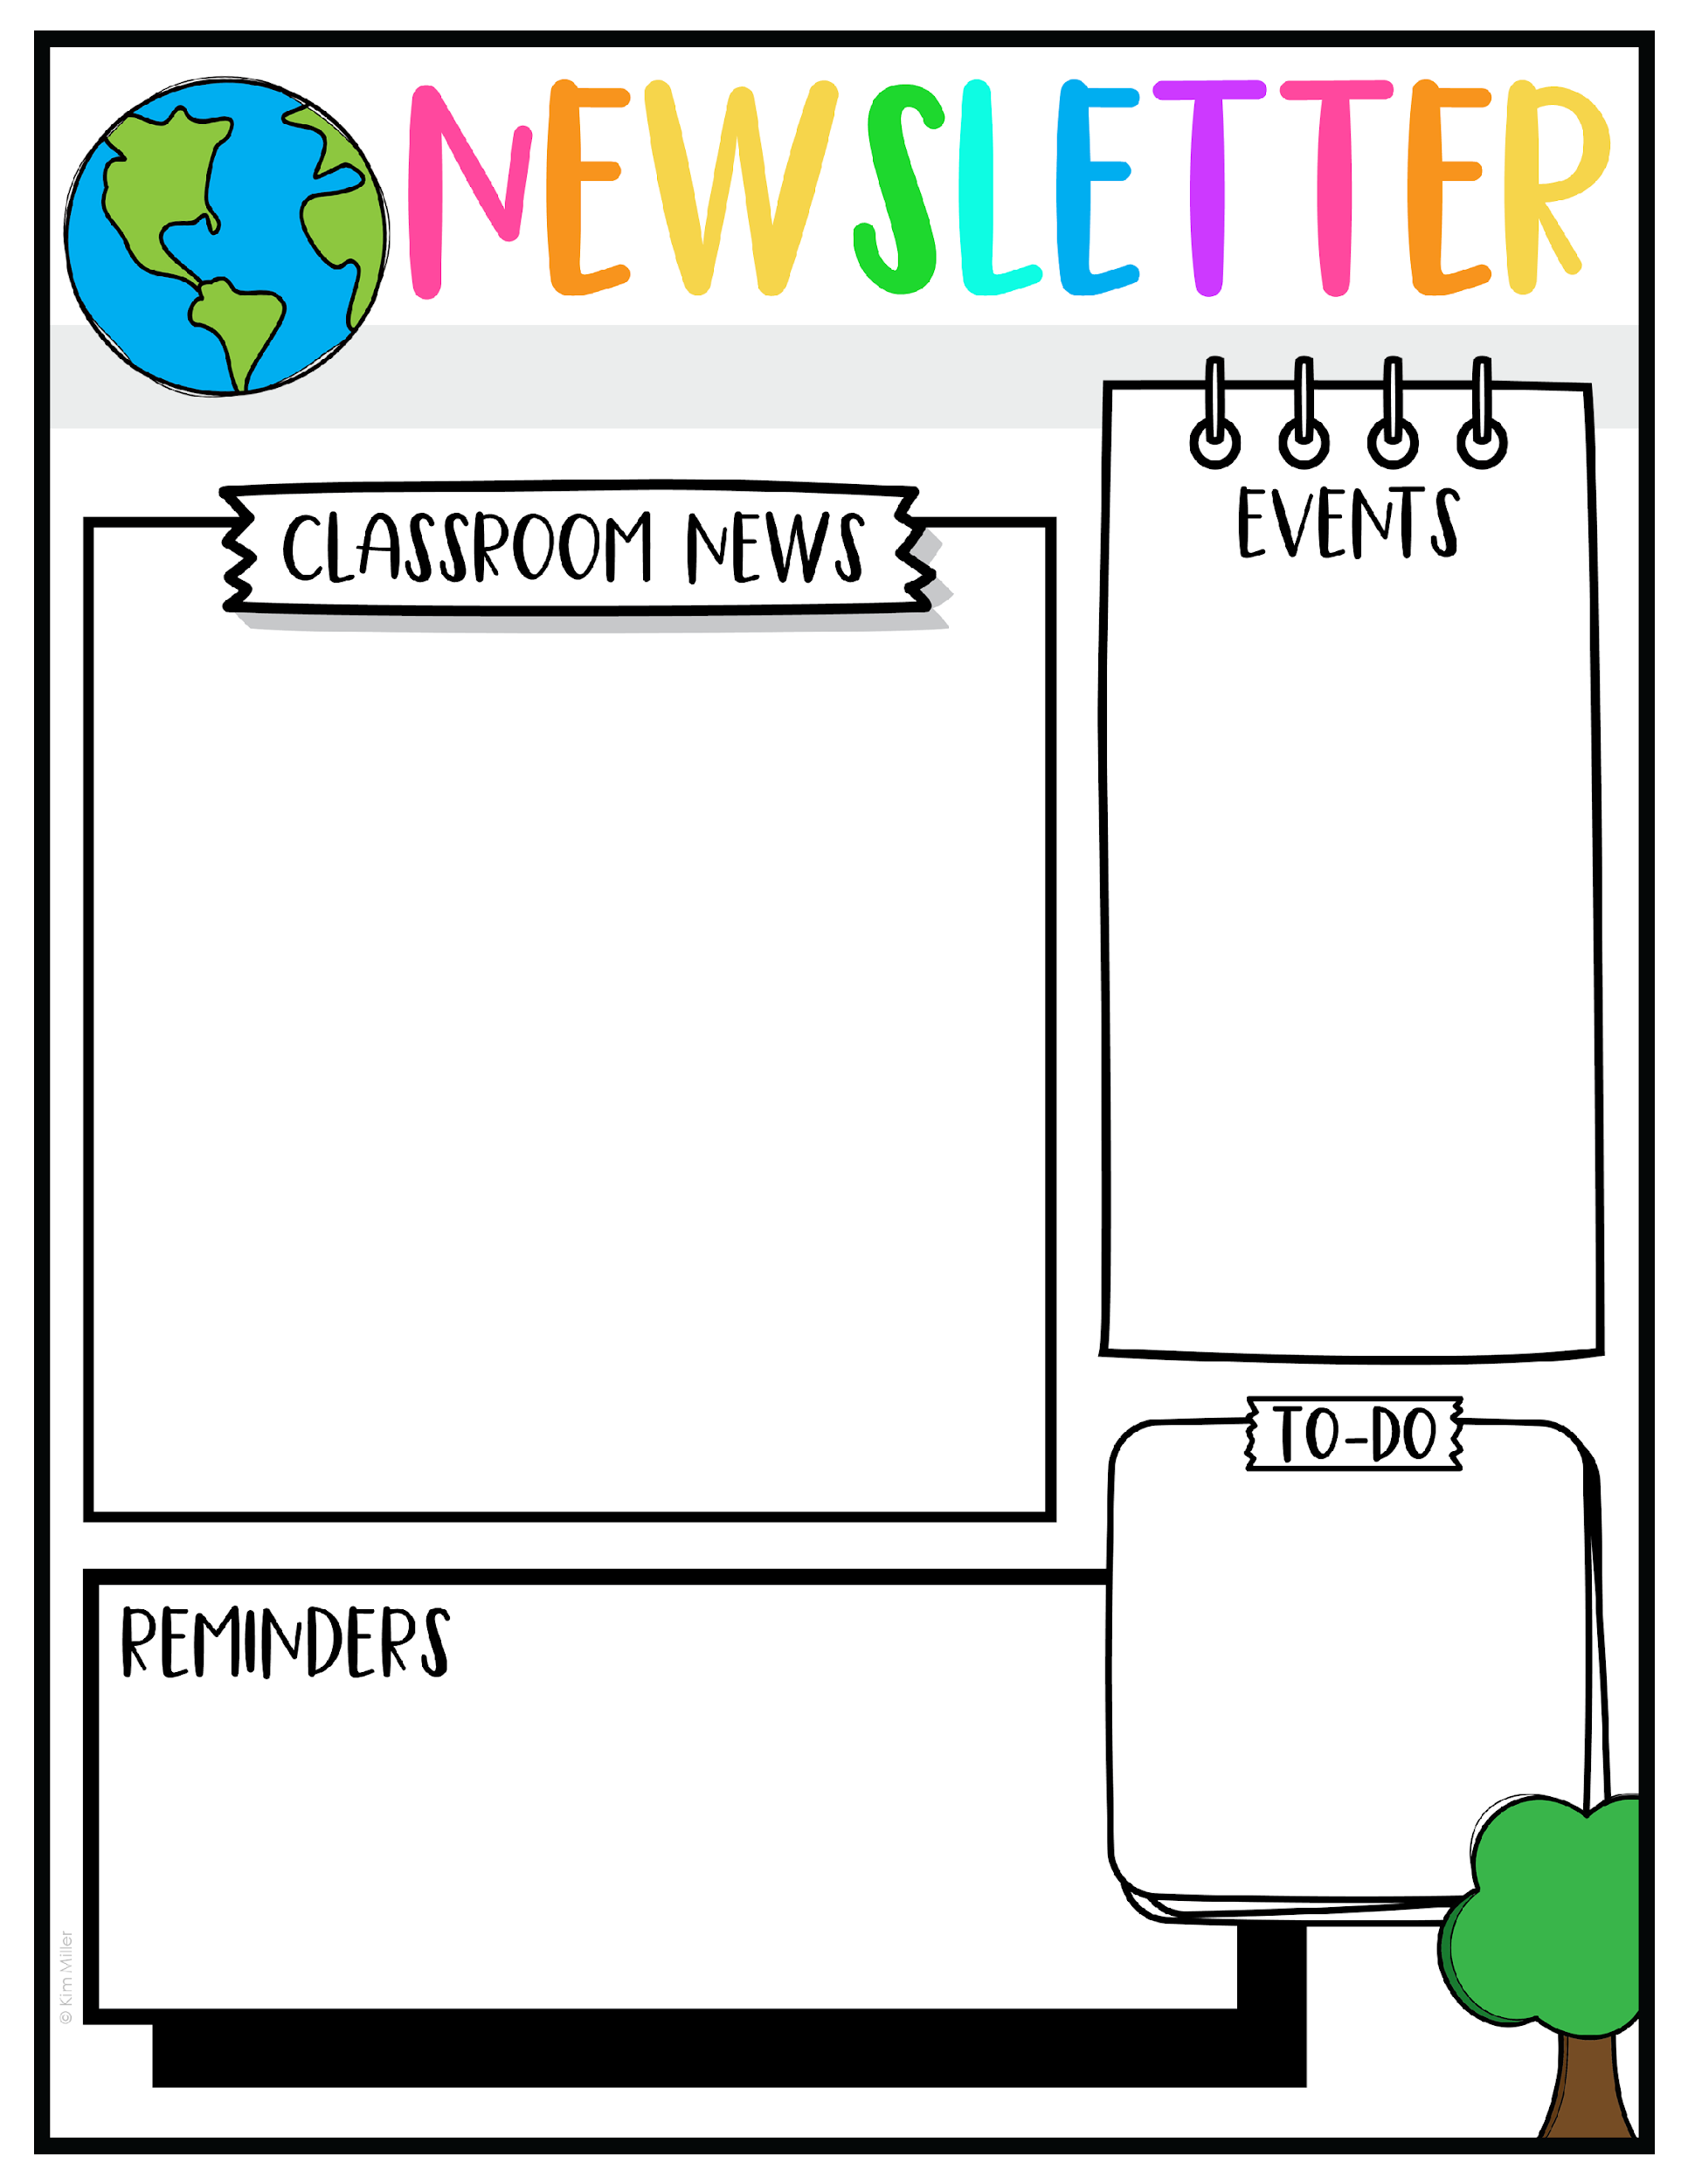 NEWSLETTER
CLASSROOM NEWS
EVENTS
TO-DO
REMINDERS
© Kim Miller